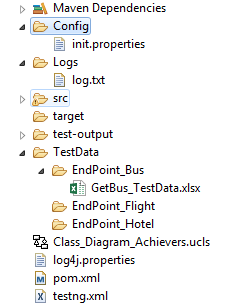 Maven Dependencies
Config
init.properties
Logs
log.txt
src
target
test-output
TestData
EndPoint_Bus
GetBus_TestData.xlsx
EndPoint_Flight
EndPoint_Hotel
Class_Diagram_Achievers.ucls
log4j.properties
pom.xml
testng.xml